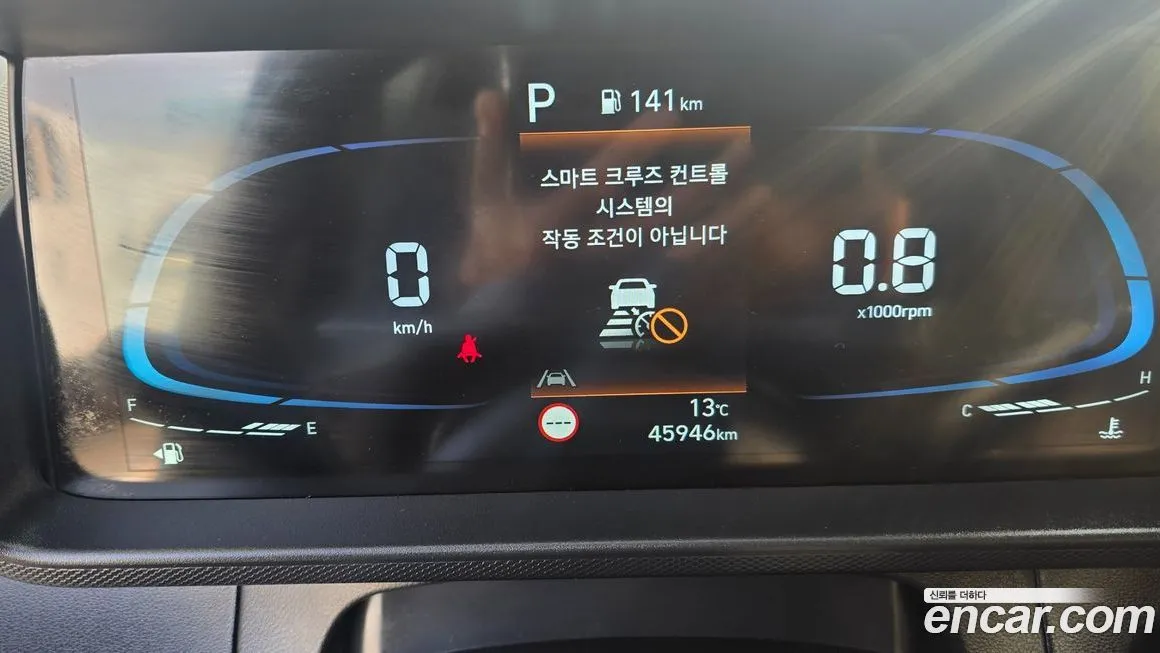 P 141 km
스마트 크루즈 컨트롤
시스템의
작동 조건이 아닙니다
0
km/h
0.8
x1000rpm
F E
C H
---
13°C
45946km
신뢰를 더하다
encar.com